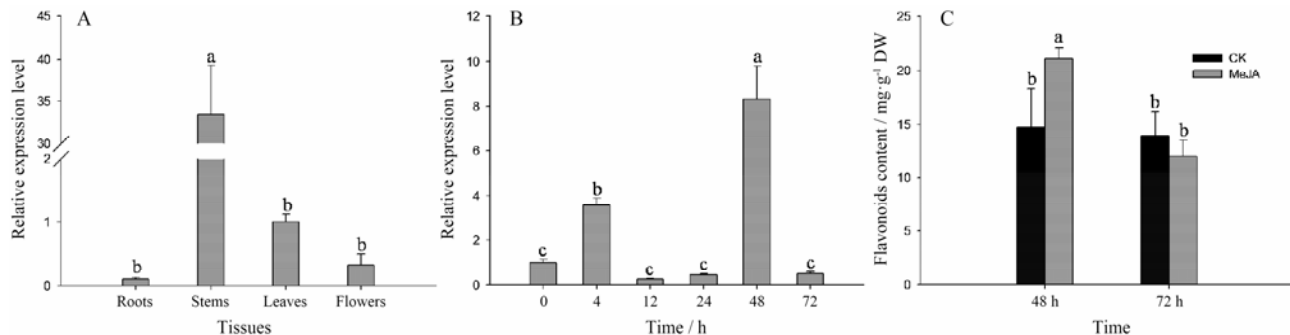 A
Relative expression level
45
40
35
30
2
1
0
a
b
b
b
Roots Stems Leaves Flowers
Tissues
B
Relative expression level
12
10
8
6
4
2
0
c
b
c
c
a
c
0 4 12 24 48 72
Time / h
C
Flavonoids content / mg·g⁻¹ DW
25
20
15
10
5
0
b
a
b
b
CK
MeJA
48 h 72 h
Time